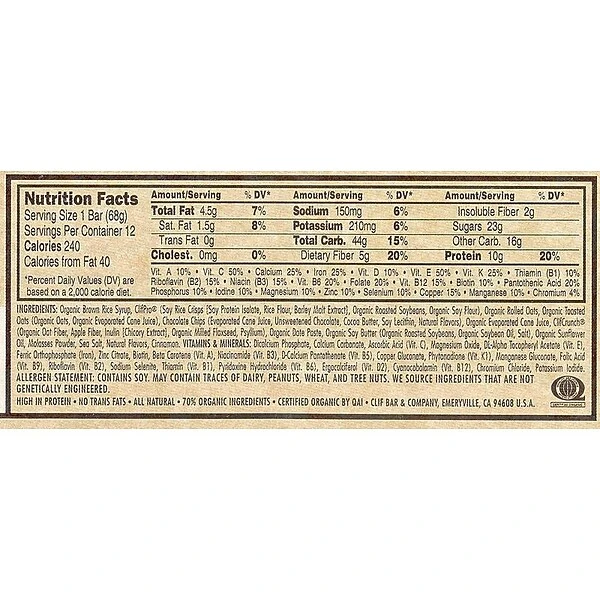 Nutrition Facts
Serving Size 1 Bar (68g)
Servings Per Container 12
Calories 240
Calories from Fat 40
*Percent Daily Values (DV) are
based on a 2,000 calorie diet.
Amount/Serving % DV*
Total Fat 4.5g 7%
Sat. Fat 1.5g 8%
Trans Fat 0g
Cholest. 0mg 0%
Amount/Serving % DV*
Sodium 150mg 6%
Potassium 210mg 6%
Total Carb. 44g 15%
Dietary Fiber 5g 20%
Amount/Serving % DV*
Insoluble Fiber 2g
Sugars 23g
Other Carb. 16g
Protein 10g 20%
Vit. A 10% • Vit. C 50% • Calcium 25% • Iron 25% • Vit. D 10% • Vit. E 50% • Vit. K 25% • Thiamin (B1) 10%
Riboflavin (B2) 15% • Niacin (B3) 15% • Vit. B6 20% • Folate 20% • Vit. B12 15% • Biotin 10% • Pantothenic Acid 20%
Phosphorus 10% • Iodine 10% • Magnesium 10% • Zinc 10% • Selenium 10% • Copper 15% • Manganese 10% • Chromium 4%
INGREDIENTS: Organic Brown Rice Syrup, ClifPro® (Soy Rice Crisps (Soy Protein Isolate, Rice Flour, Barley Malt Extract), Organic Roasted Soybeans, Organic Soy Flour), Organic Rolled Oats, Organic Toasted
Oats (Organic Oats, Organic Evaporated Cane Juice), Chocolate Chips (Evaporated Cane Juice, Unsweetened Chocolate, Cocoa Butter, Soy Lecithin, Natural Flavors), Organic Evaporated Cane Juice, ClifCrunch®
(Organic Oat Fiber, Apple Fiber, Inulin [Chicory Extract], Organic Milled Flaxseed, Psyllium), Organic Date Paste, Organic Soy Butter (Organic Roasted Soybeans, Organic Soybean Oil, Salt), Organic Sunflower
Oil, Molasses Powder, Sea Salt, Natural Flavors, Cinnamon. VITAMINS & MINERALS: Dicalcium Phosphate, Calcium Carbonate, Ascorbic Acid (Vit. C), Magnesium Oxide, DL-Alpha Tocopheryl Acetate (Vit. E),
Ferric Orthophosphate (Iron), Zinc Citrate, Biotin, Beta Carotene (Vit. A), Niacinamide (Vit. B3), D-Calcium Pantothenate (Vit. B5), Copper Gluconate, Phytonadione (Vit. K1), Manganese Gluconate, Folic Acid
(Vit. B9), Riboflavin (Vit. B2), Sodium Selenite, Thiamin (Vit. B1), Pyridoxine Hydrochloride (Vit. B6), Ergocalciferol (Vit. D2), Cyanocobalamin (Vit. B12), Chromium Chloride, Potassium Iodide.
ALLERGEN STATEMENT: CONTAINS SOY. MAY CONTAIN TRACES OF DAIRY, PEANUTS, WHEAT, AND TREE NUTS. WE SOURCE INGREDIENTS THAT ARE NOT
GENETICALLY ENGINEERED.
HIGH IN PROTEIN • NO TRANS FATS • ALL NATURAL • 70% ORGANIC INGREDIENTS • CERTIFIED ORGANIC BY QAI • CLIF BAR & COMPANY, EMERYVILLE, CA 94608 U.S.A.